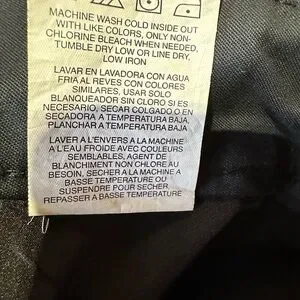 MACHINE WASH COLD INSIDE OUT
WITH LIKE COLORS, ONLY NON-
CHLORINE BLEACH WHEN NEEDED,
TUMBLE DRY LOW OR LINE DRY,
LOW IRON
LAVAR EN LAVADORA CON AGUA
FRIA AL REVES CON COLORES
SIMILARES, USAR SOLO
BLANQUEADOR SIN CLORO SI ES
NECESARIO, SECAR COLGADO O EN
SECADORA A TEMPERATURA BAJA,
PLANCHAR A TEMPERATURA BAJA
LAVER A L'ENVERS A LA MACHINE
A L'EAU FROIDE AVEC COULEURS
SEMBLABLES, AGENT DE
BLANCHIMENT NON CHLORE AU
BESOIN, SECHER A LA MACHINE A
BASSE TEMPERATURE OU
SUSPENDRE POUR SECHER,
REPASSER A BASSE TEMPERATURE